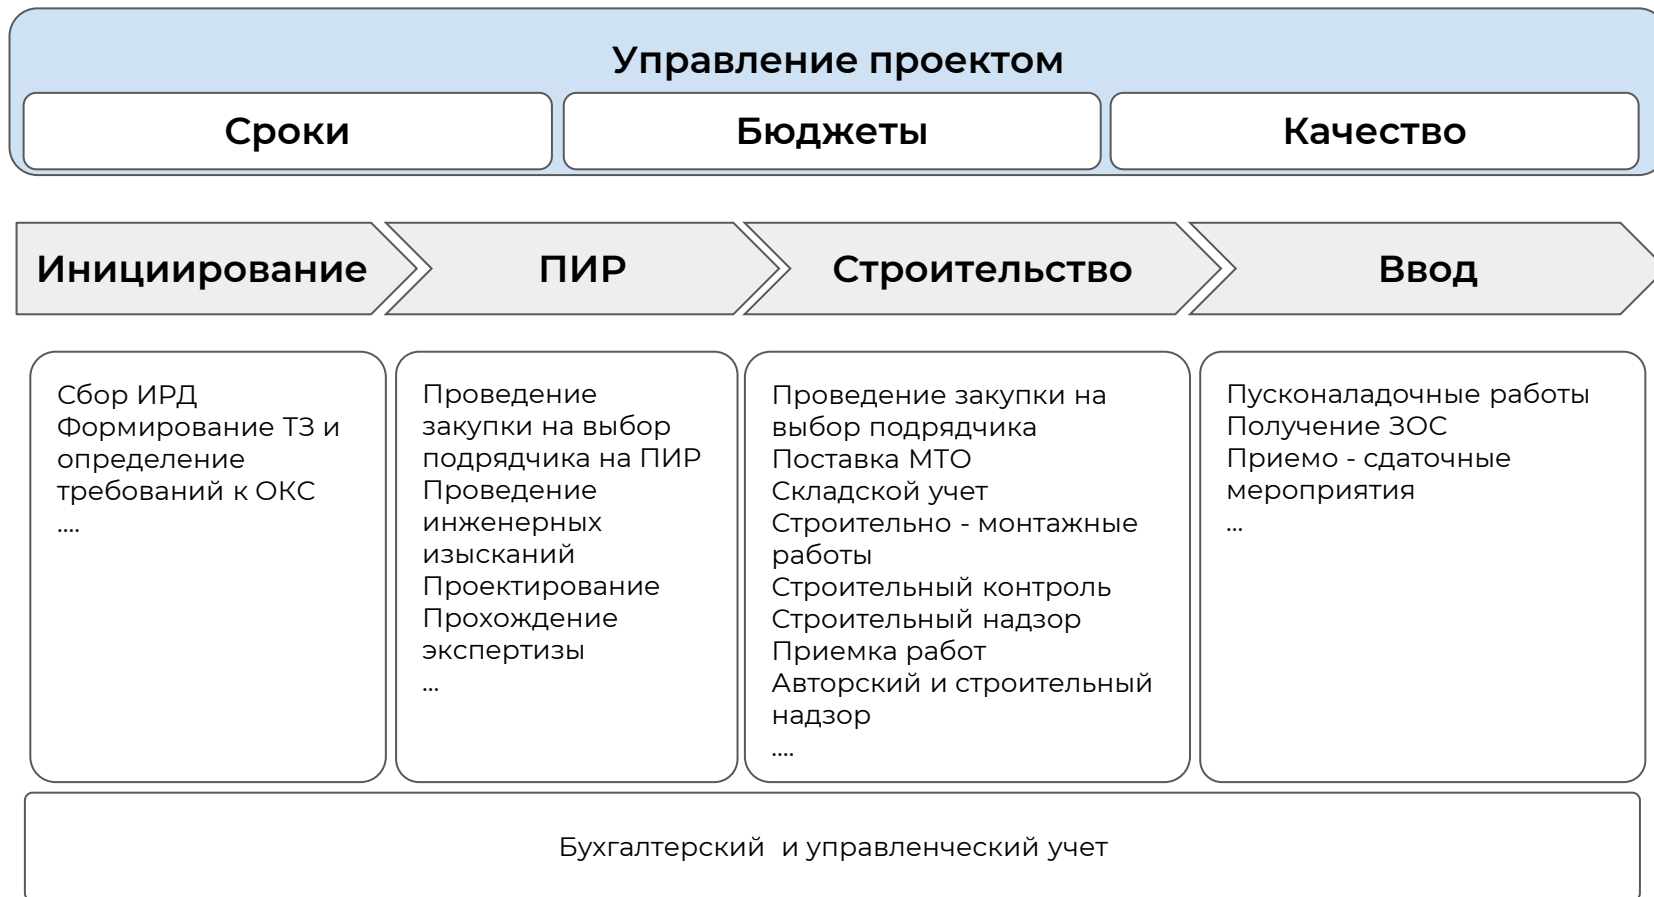 Управление проектом
Сроки
Бюджеты
Качество
Инициирование
ПИР
Строительство
Ввод
Сбор ИРД
Формирование ТЗ и
определение
требований к ОКС
....
Проведение
закупки на выбор
подрядчика на ПИР
Проведение
инженерных
изысканий
Проектирование
Прохождение
экспертизы
...
Проведение закупки на
выбор подрядчика
Поставка МТО
Складской учет
Строительно - монтажные
работы
Строительный контроль
Строительный надзор
Приемка работ
Авторский и строительный
надзор
....
Пусконаладочные работы
Получение ЗОС
Приемо - сдаточные
мероприятия
...
Бухгалтерский  и управленческий учет